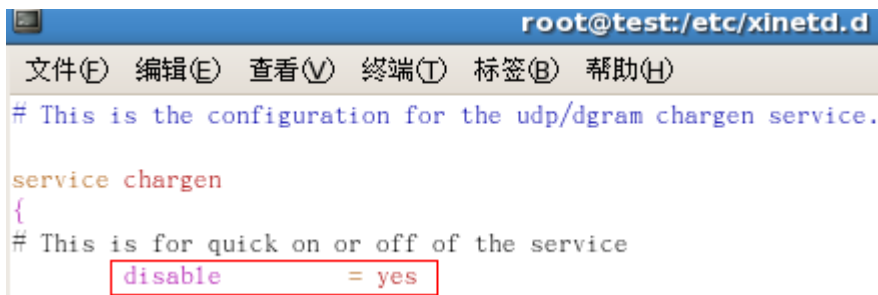 root@test:/etc/xinetd.d
文件(F) 编辑(E) 查看(V) 终端(T) 标签(B) 帮助(H)
# This is the configuration for the udp/dgram chargen service.
service chargen
{
# This is for quick on or off of the service
disable = yes